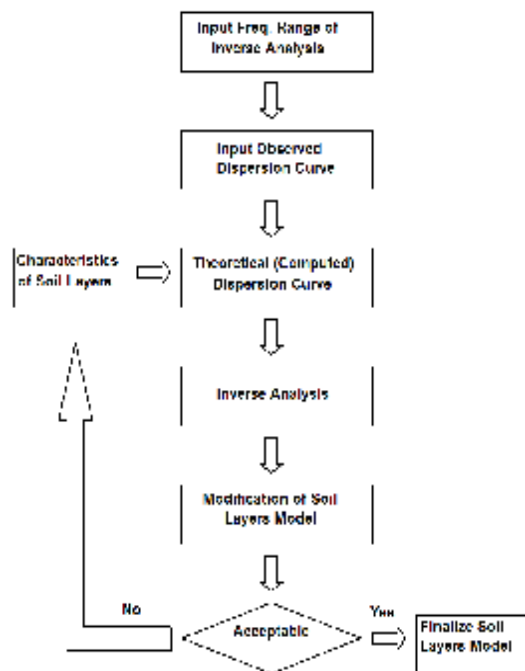 Input Freq. Range of
Inverse Analysis
Input Observed
Dispersion Curve
Characteristics
of Soil Layers
Theoretical (Computed)
Dispersion Curve
Inverse Analysis
Modification of Soil
Layers Model
No
Acceptable
Yes
Finalize Soil
Layers Model